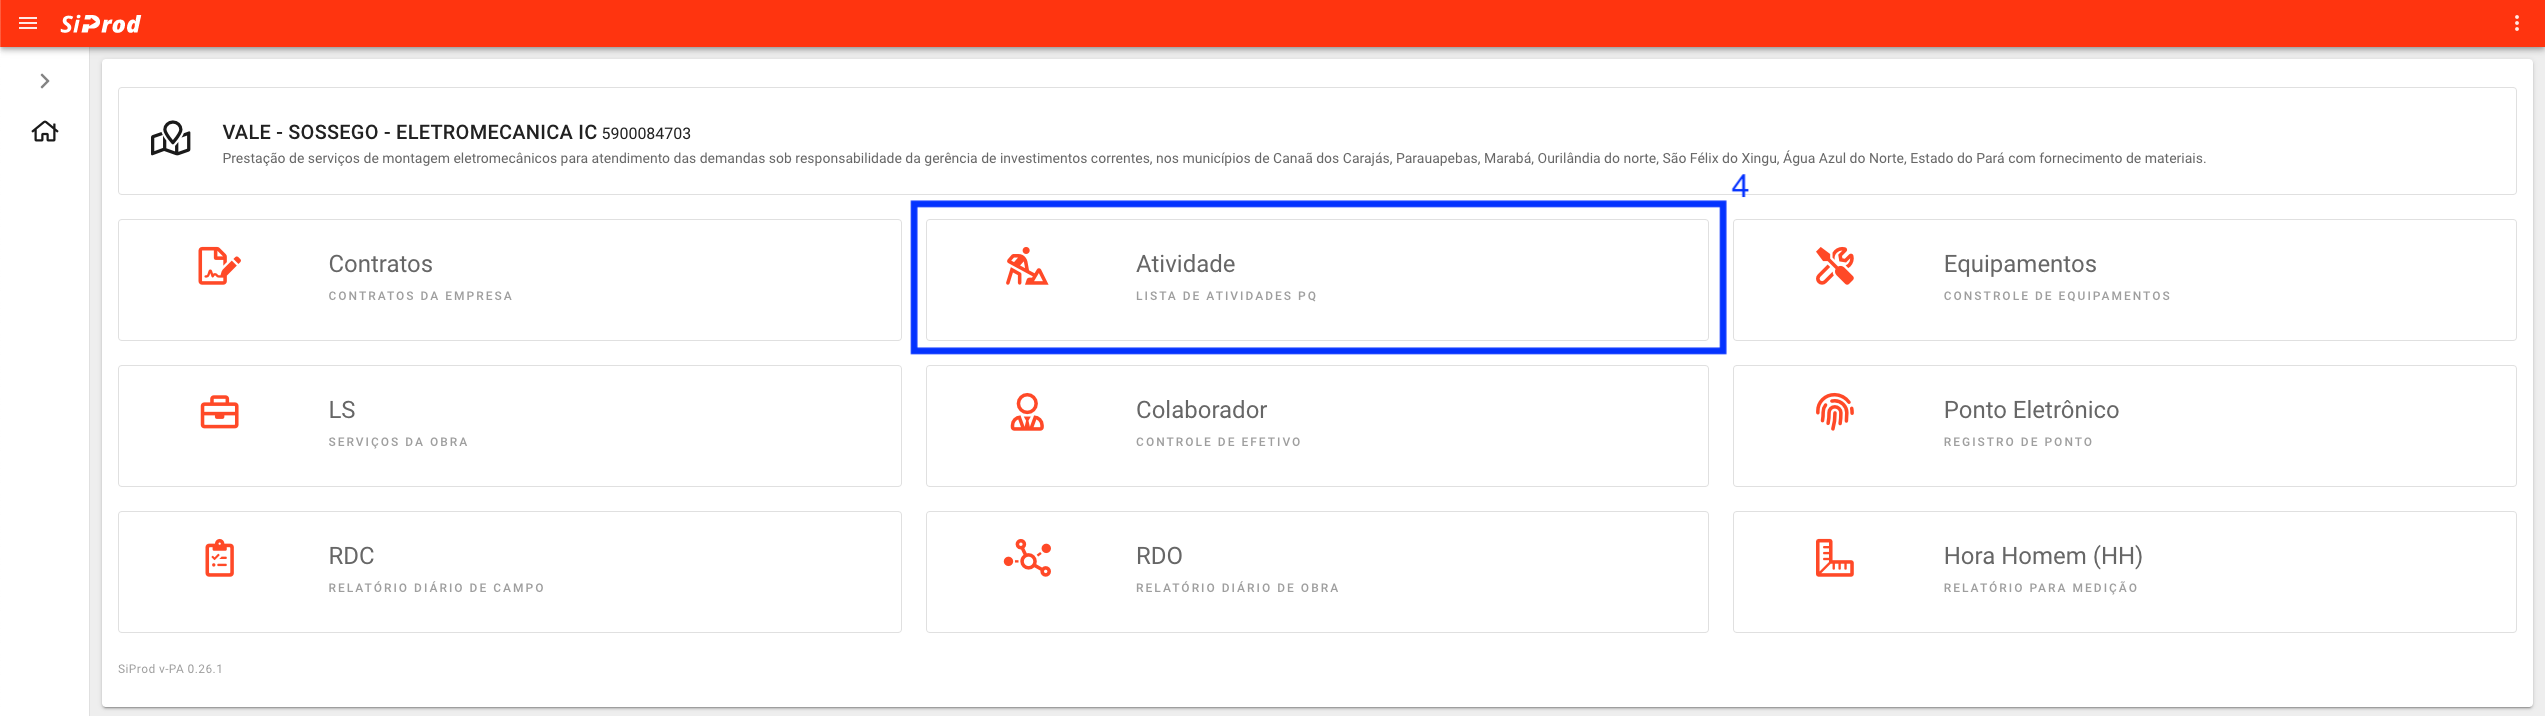 SiProd
VALE - SOSSEGO - ELETROMECANICA IC 5900084703
Prestação de serviços de montagem eletromecânicos para atendimento das demandas sob responsabilidade da gerência de investimentos correntes, nos municípios de Canaã dos Carajás, Parauapebas, Marabá, Ourilândia do norte, São Félix do Xingu, Água Azul do Norte, Estado do Pará com fornecimento de materiais.
4
Contratos
CONTRATOS DA EMPRESA
Atividade
LISTA DE ATIVIDADES PQ
Equipamentos
CONSTROLE DE EQUIPAMENTOS
LS
SERVIÇOS DA OBRA
Colaborador
CONTROLE DE EFETIVO
Ponto Eletrônico
REGISTRO DE PONTO
RDC
RELATÓRIO DIÁRIO DE CAMPO
RDO
RELATÓRIO DIÁRIO DE OBRA
Hora Homem (HH)
RELATÓRIO PARA MEDIÇÃO
SiProd v-PA 0.26.1